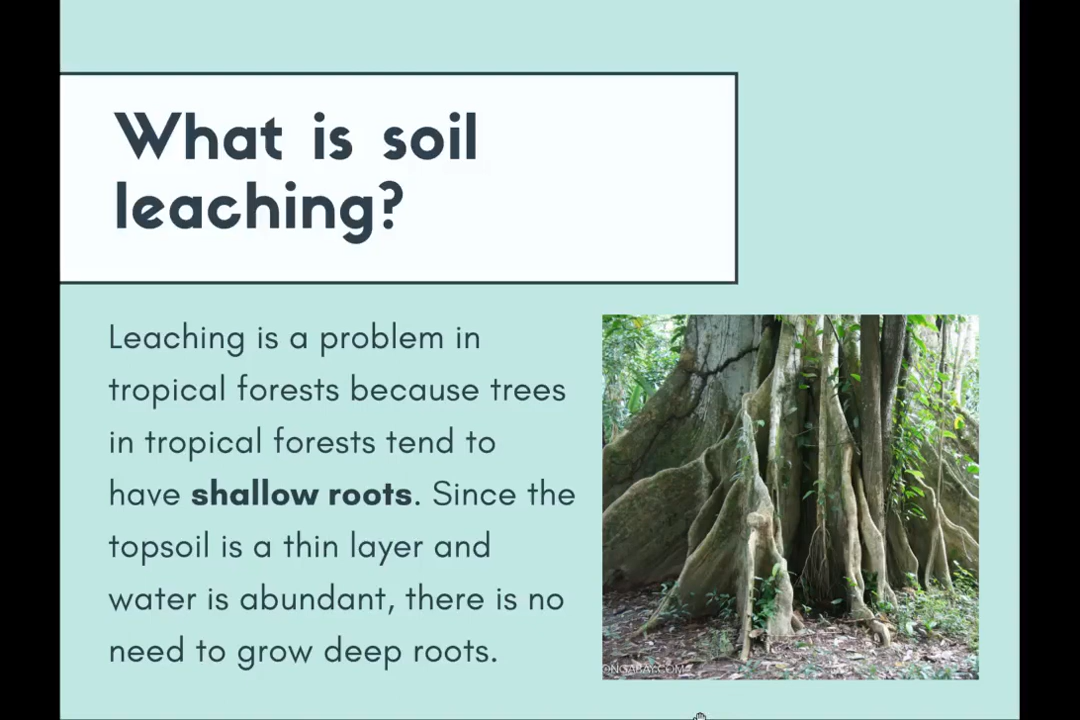 What is soil
leaching?
Leaching is a problem in
tropical forests because trees
in tropical forests tend to
have shallow roots. Since the
topsoil is a thin layer and
water is abundant, there is no
need to grow deep roots.
ONGABAY.COM